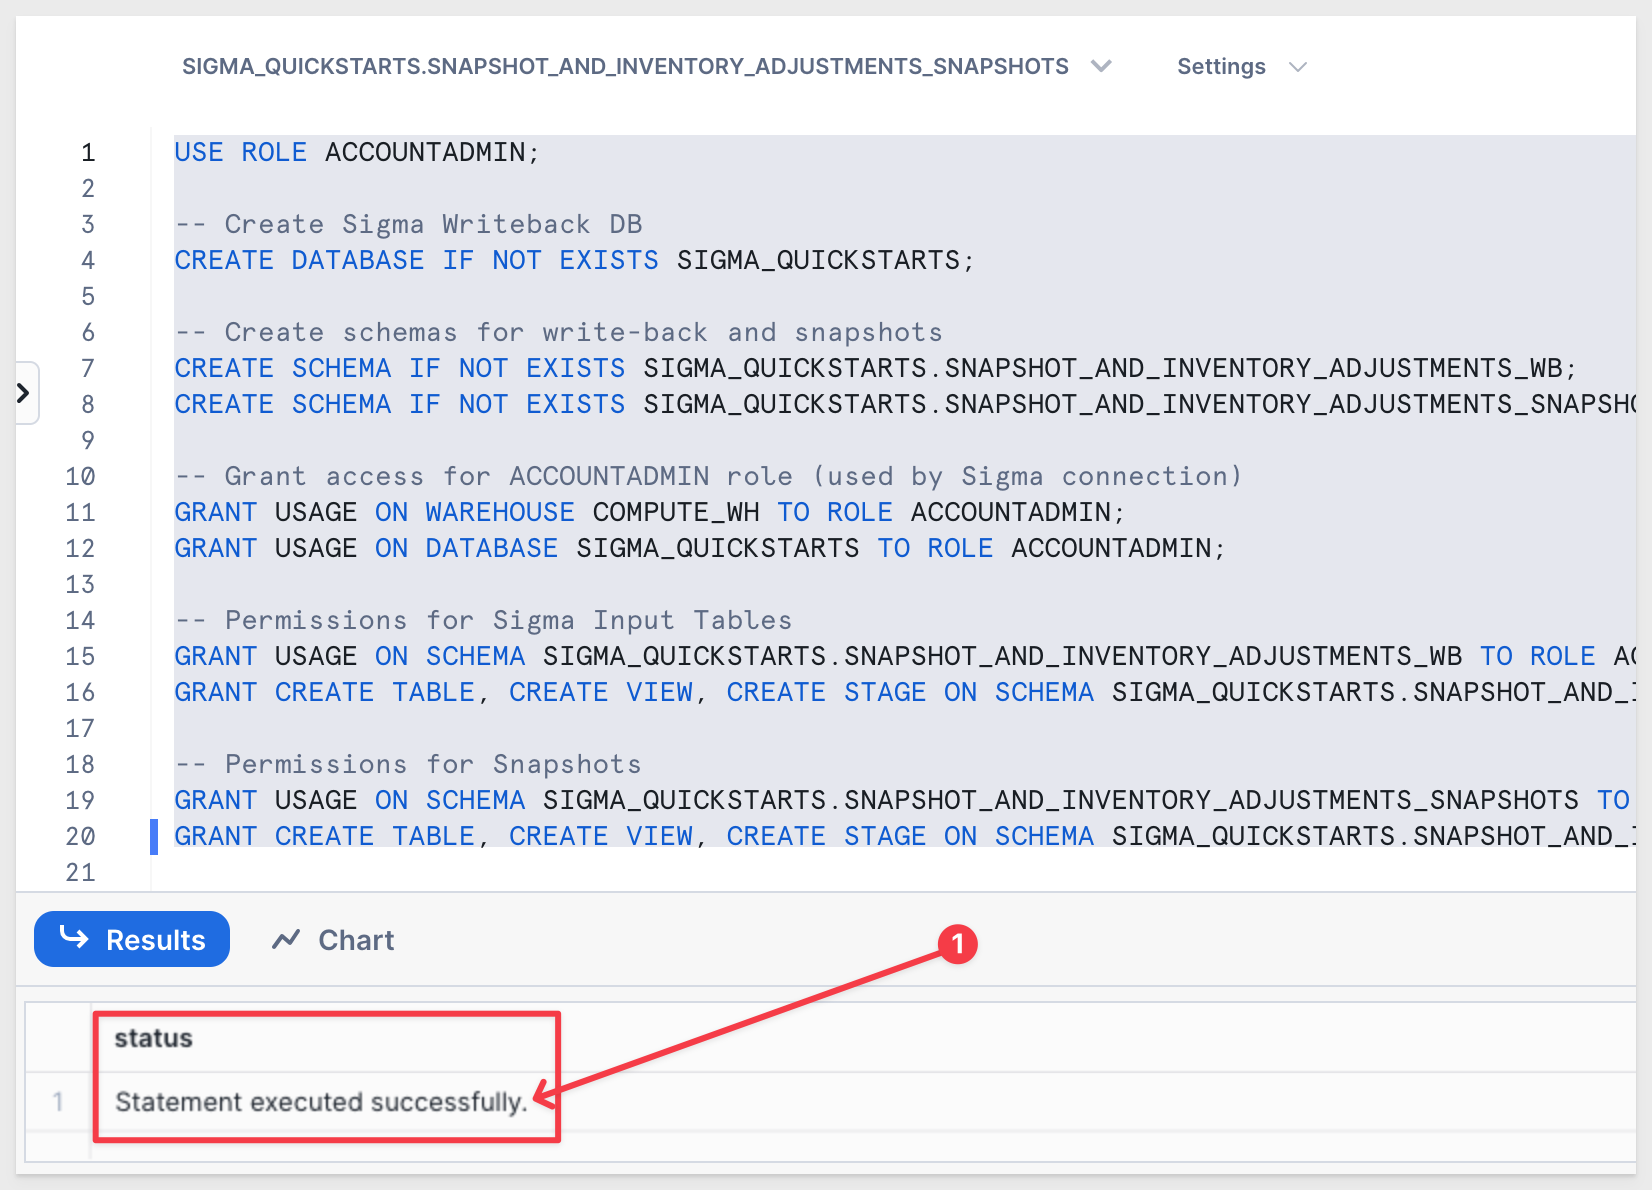 SIGMA_QUICKSTARTS.SNAPSHOT_AND_INVENTORY_ADJUSTMENTS_SNAPSHOTS Settings
1 USE ROLE ACCOUNTADMIN;
2
3 -- Create Sigma Writeback DB
4 CREATE DATABASE IF NOT EXISTS SIGMA_QUICKSTARTS;
5
6 -- Create schemas for write-back and snapshots
7 CREATE SCHEMA IF NOT EXISTS SIGMA_QUICKSTARTS.SNAPSHOT_AND_INVENTORY_ADJUSTMENTS_WB;
8 CREATE SCHEMA IF NOT EXISTS SIGMA_QUICKSTARTS.SNAPSHOT_AND_INVENTORY_ADJUSTMENTS_SNAPSHO
9
10 -- Grant access for ACCOUNTADMIN role (used by Sigma connection)
11 GRANT USAGE ON WAREHOUSE COMPUTE_WH TO ROLE ACCOUNTADMIN;
12 GRANT USAGE ON DATABASE SIGMA_QUICKSTARTS TO ROLE ACCOUNTADMIN;
13
14 -- Permissions for Sigma Input Tables
15 GRANT USAGE ON SCHEMA SIGMA_QUICKSTARTS.SNAPSHOT_AND_INVENTORY_ADJUSTMENTS_WB TO ROLE AC
16 GRANT CREATE TABLE, CREATE VIEW, CREATE STAGE ON SCHEMA SIGMA_QUICKSTARTS.SNAPSHOT_AND_I
17
18 -- Permissions for Snapshots
19 GRANT USAGE ON SCHEMA SIGMA_QUICKSTARTS.SNAPSHOT_AND_INVENTORY_ADJUSTMENTS_SNAPSHOTS TO
20 GRANT CREATE TABLE, CREATE VIEW, CREATE STAGE ON SCHEMA SIGMA_QUICKSTARTS.SNAPSHOT_AND_I
21
Results Chart
1
status
1 Statement executed successfully.